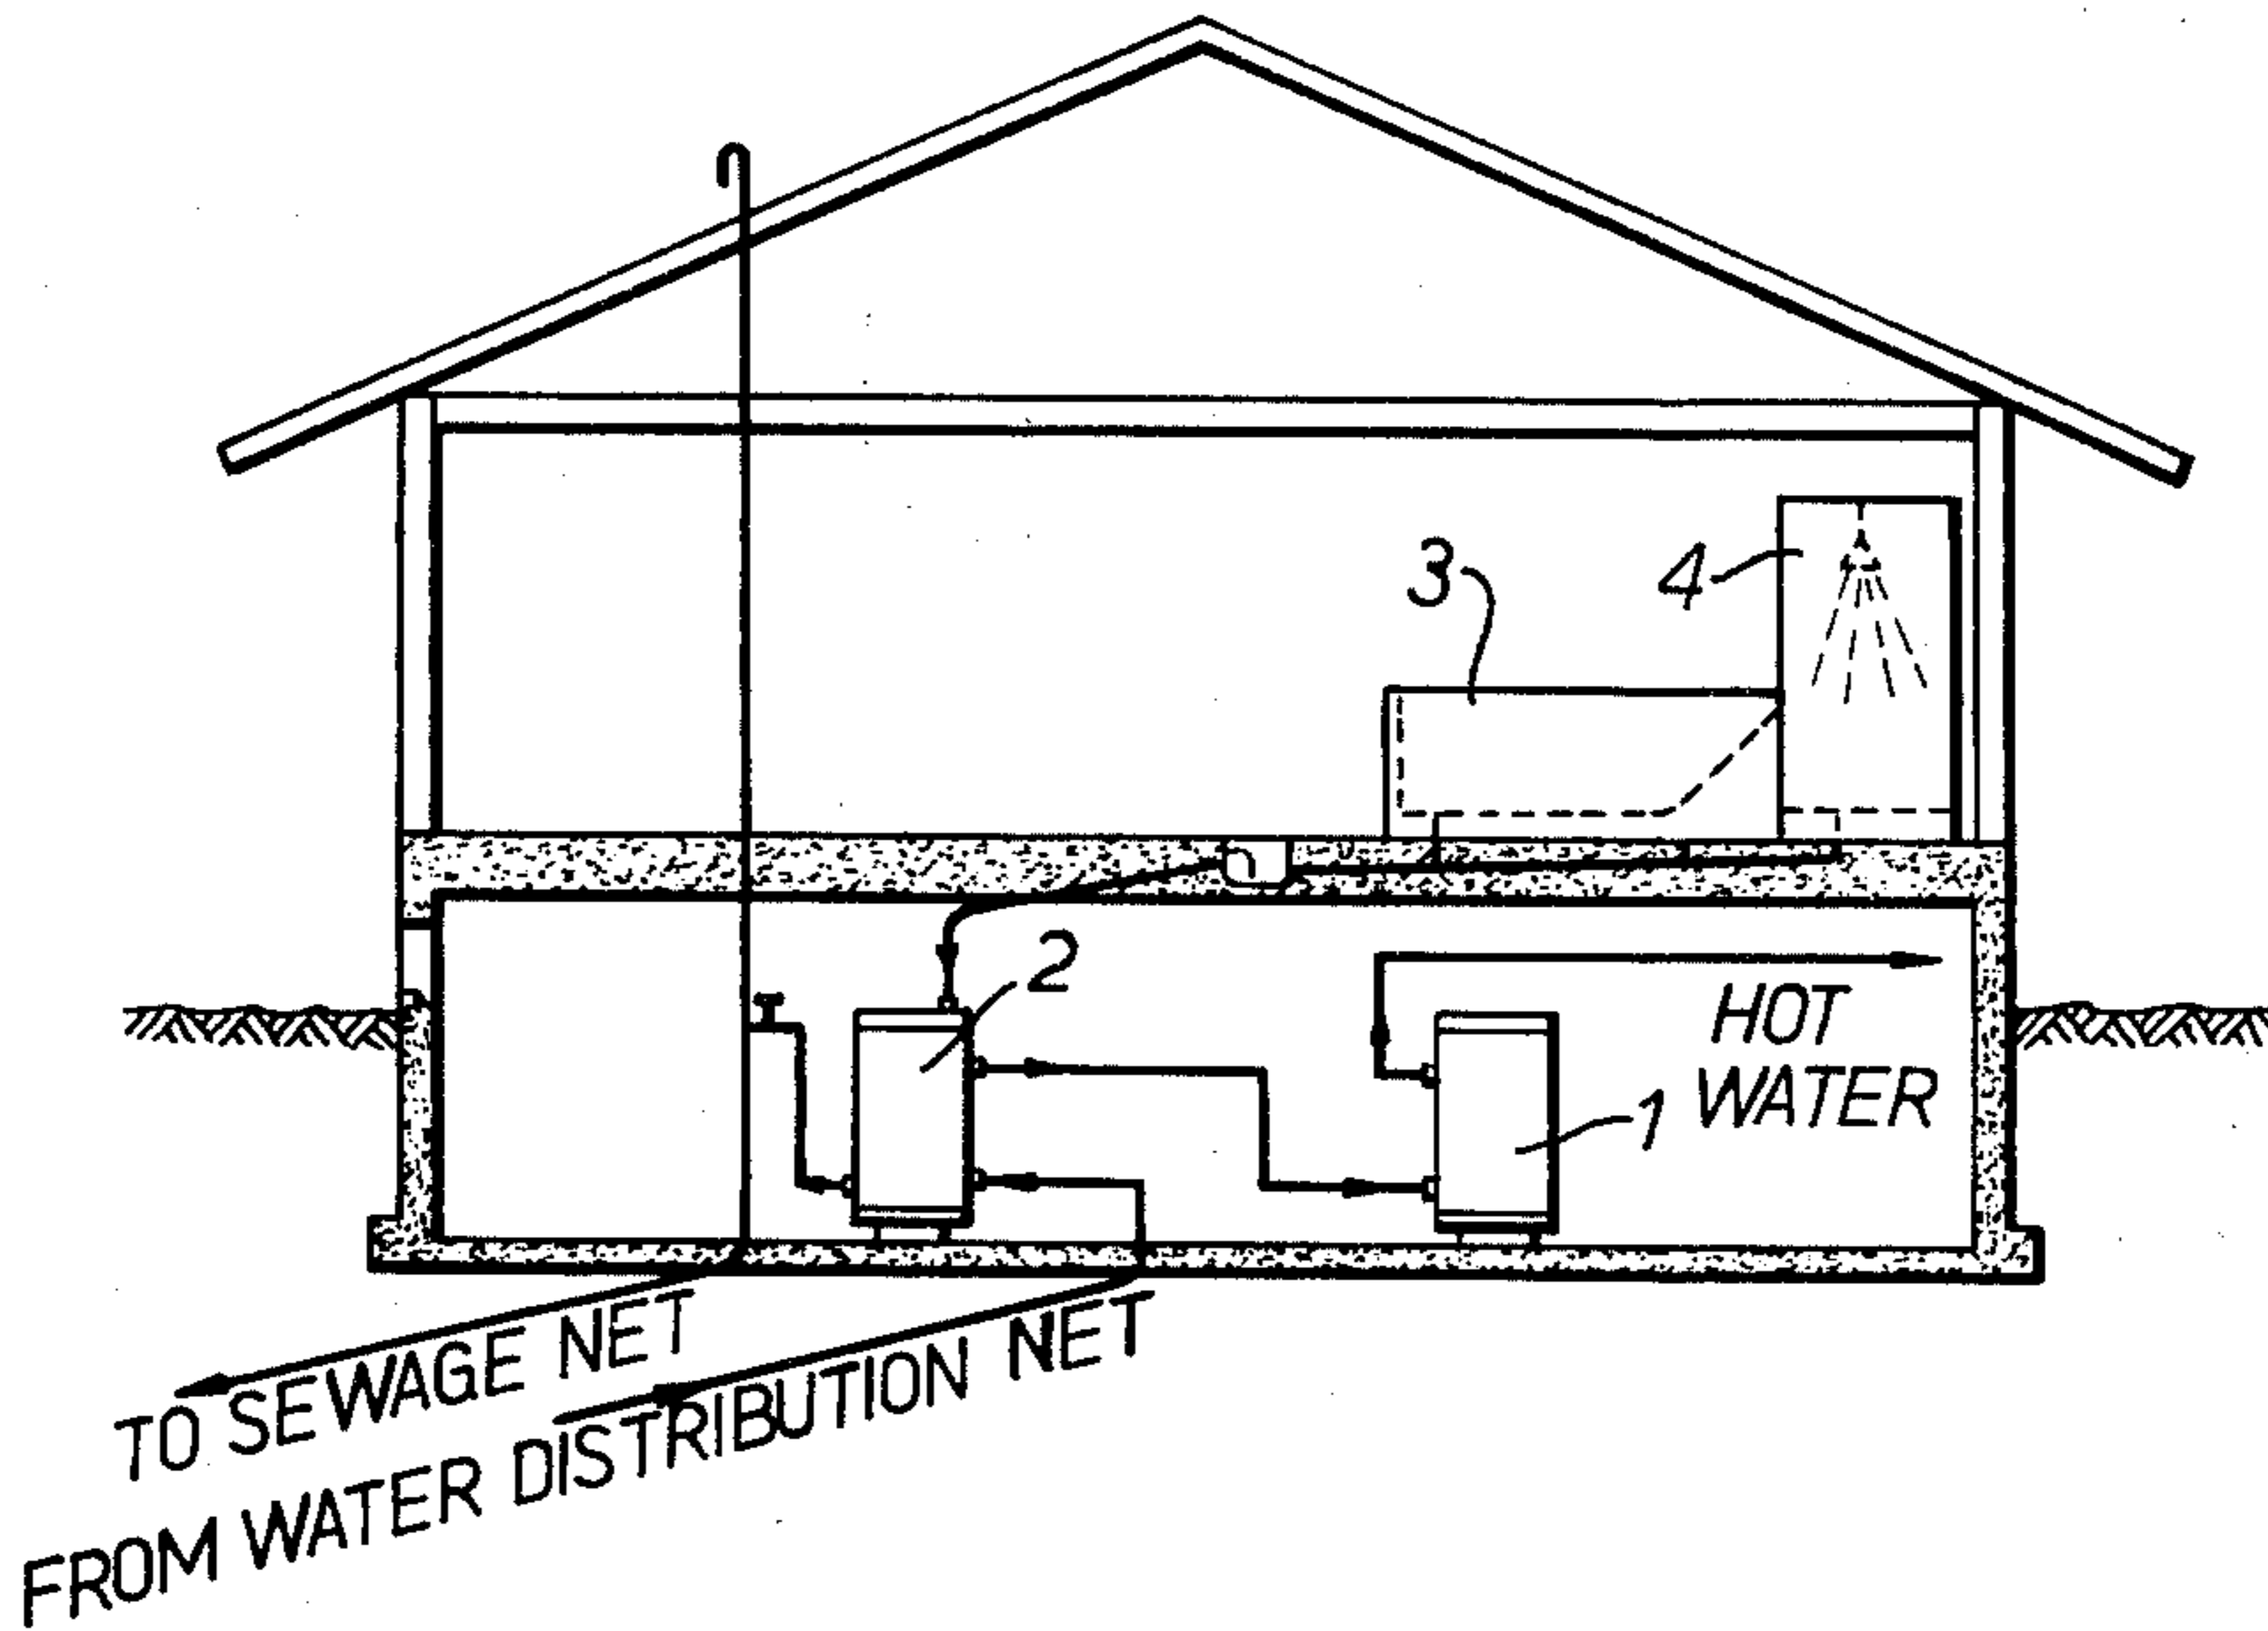 3
4
2
HOT
WATER
1
TO SEWAGE NET
FROM WATER DISTRIBUTION NET